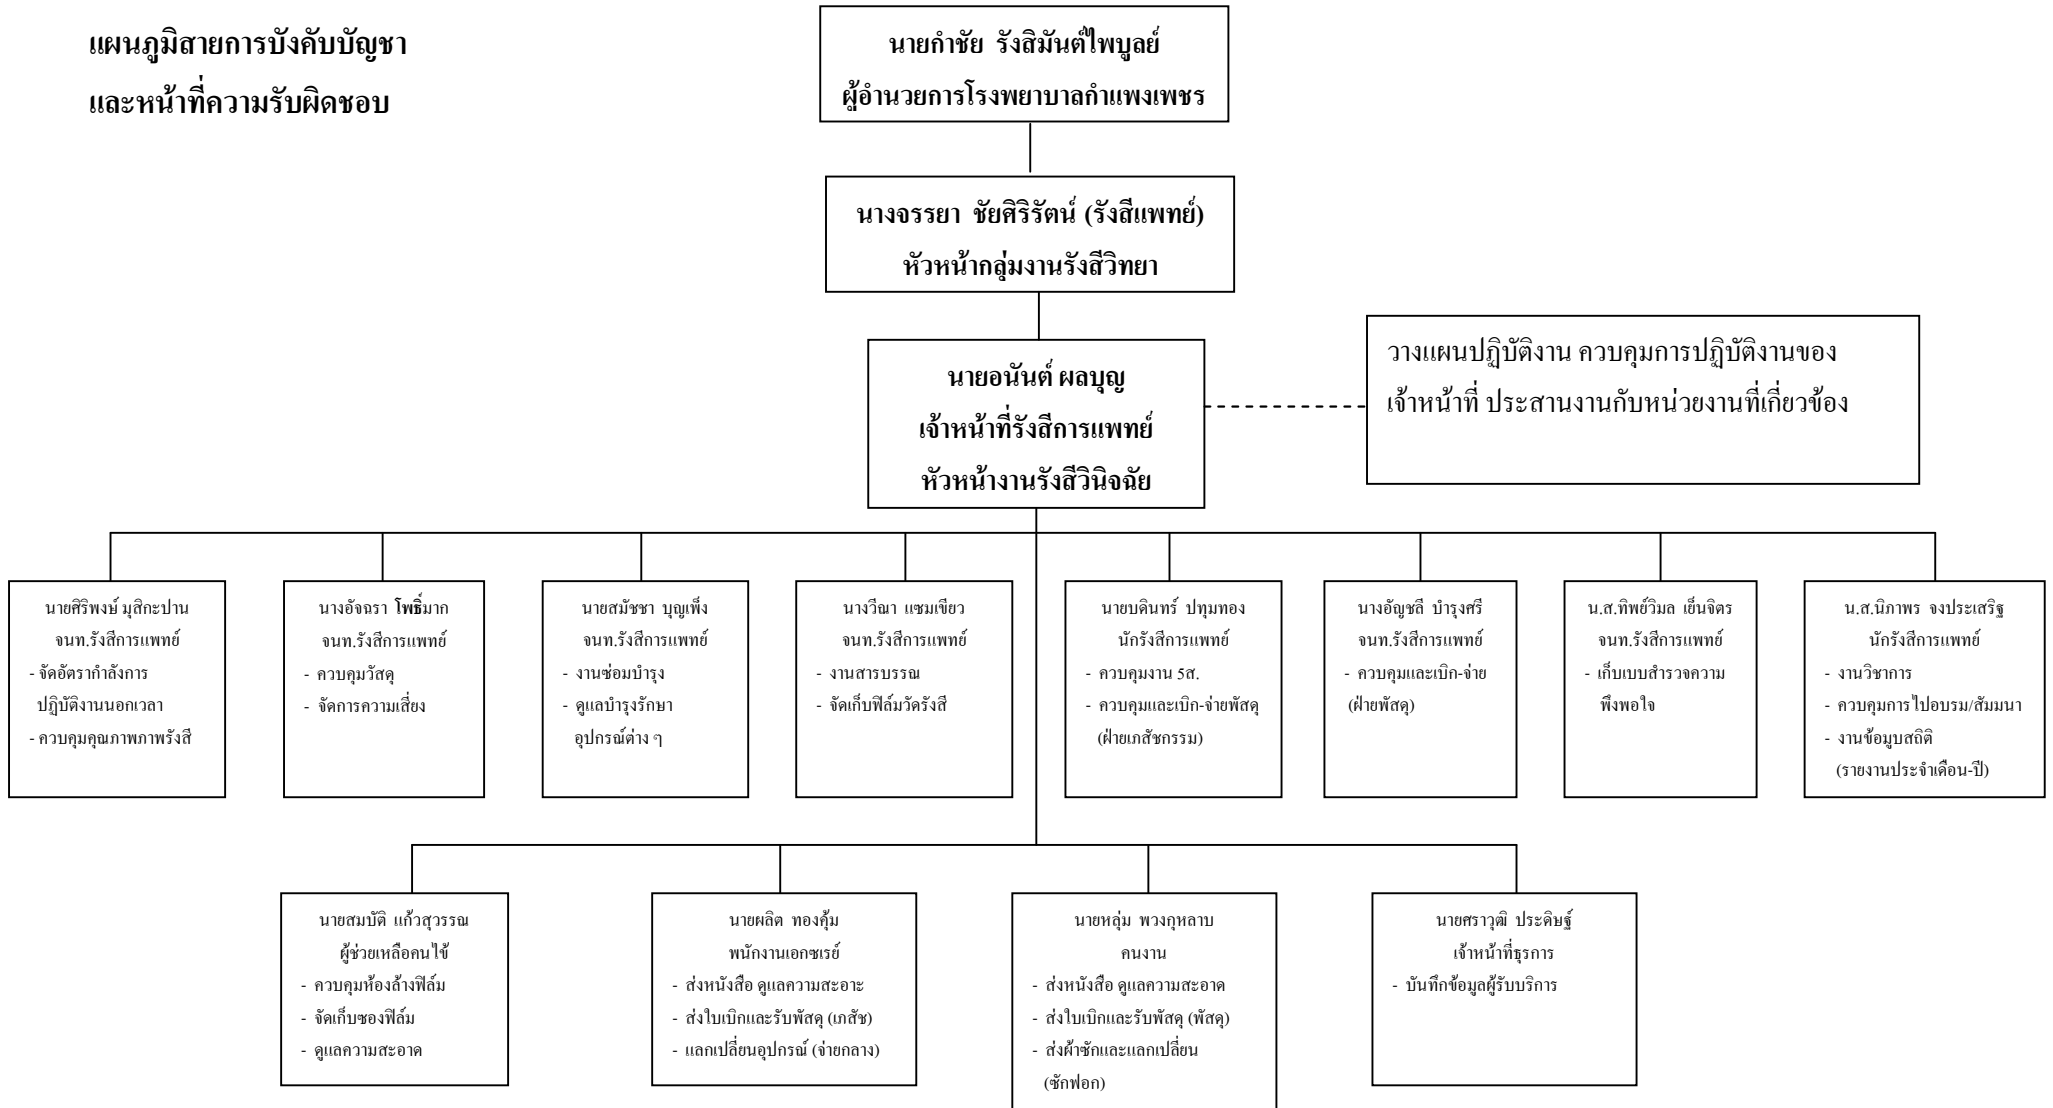 แผนภูมิสายการบังคับบัญชา
และหน้าที่ความรับผิดชอบ
นายกำชัย รังสิมันต์ไพบูลย์
ผู้อำนวยการโรงพยาบาลกำแพงเพชร
นางจรรยา ชัยศิริรัตน์ (รังสีแพทย์)
หัวหน้ากลุ่มงานรังสีวิทยา
นายอนันต์ ผลบุญ
เจ้าหน้าที่รังสีการแพทย์
หัวหน้างานรังสีวินิจฉัย
วางแผนปฏิบัติงาน ควบคุมการปฏิบัติงานของ
เจ้าหน้าที่ ประสานงานกับหน่วยงานที่เกี่ยวข้อง
นายศิริพงษ์ มุสิกะปาน
จนท.รังสีการแพทย์
- จัดอัตรากำลังการ
ปฏิบัติงานนอกเวลา
- ควบคุมคุณภาพภาพรังสี
นางอัจฉรา โพธิ์มาก
จนท.รังสีการแพทย์
- ควบคุมวัสดุ
- จัดการความเสี่ยง
นายสมัชชา บุญเพ็ง
จนท.รังสีการแพทย์
- งานซ่อมบำรุง
- ดูแลบำรุงรักษา
อุปกรณ์ต่าง ๆ
นางวีณา แซมเขียว
จนท.รังสีการแพทย์
- งานสารบรรณ
- จัดเก็บฟิล์มวัดรังสี
นายบดินทร์ ปทุมทอง
นักรังสีการแพทย์
- ควบคุมงาน 5ส.
- ควบคุมและเบิก-จ่ายพัสดุ
(ฝ่ายเภสัชกรรม)
นางอัญชลี บำรุงศรี
จนท.รังสีการแพทย์
- ควบคุมและเบิก-จ่าย
(ฝ่ายพัสดุ)
น.ส.ทิพย์วิมล เย็นจิตร
จนท.รังสีการแพทย์
- เก็บแบบสำรวจความ
พึงพอใจ
น.ส.นิภาพร จงประเสริฐ
นักรังสีการแพทย์
- งานวิชาการ
- ควบคุมการไปอบรม/สัมมนา
- งานข้อมูบสถิติ
(รายงานประจำเดือน-ปี)
นายสมบัติ แก้วสุวรรณ
ผู้ช่วยเหลือคนไข้
- ควบคุมห้องล้างฟิล์ม
- จัดเก็บซองฟิล์ม
- ดูแลความสะอาด
นายผลิต ทองคุ้ม
พนักงานเอกซเรย์
- ส่งหนังสือ ดูแลความสะอาะ
- ส่งใบเบิกและรับพัสดุ (เภสัช)
- แลกเปลี่ยนอุปกรณ์ (จ่ายกลาง)
นายหลุ่ม พวงกุหลาบ
คนงาน
- ส่งหนังสือ ดูแลความสะอาด
- ส่งใบเบิกและรับพัสดุ (พัสดุ)
- ส่งผ้าซักและแลกเปลี่ยน
(ซักฟอก)
นายศราวุฒิ ประดิษฐ์
เจ้าหน้าที่ธุรการ
- บันทึกข้อมูลผู้รับบริการ